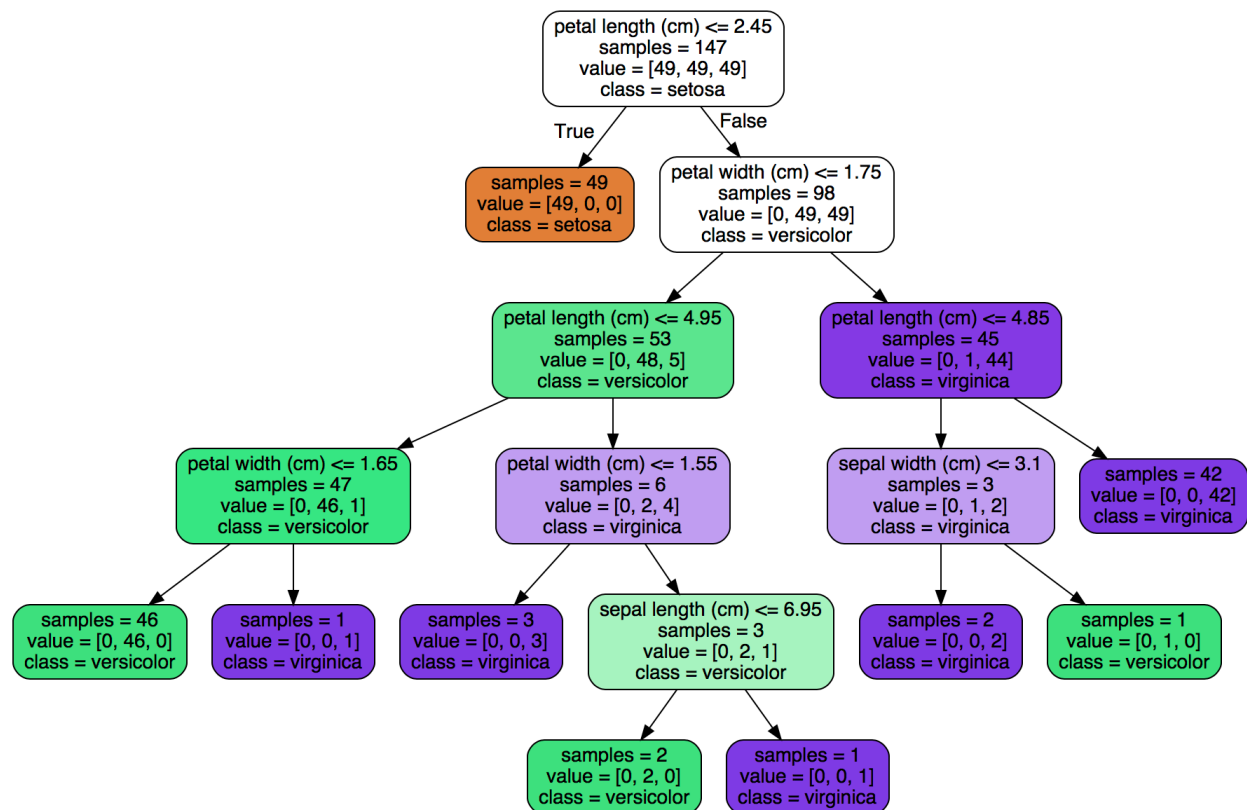 petal length (cm) <= 2.45
samples = 147
value = [49, 49, 49]
class = setosa
True
False
samples = 49
value = [49, 0, 0]
class = setosa
petal width (cm) <= 1.75
samples = 98
value = [0, 49, 49]
class = versicolor
petal length (cm) <= 4.95
samples = 53
value = [0, 48, 5]
class = versicolor
petal length (cm) <= 4.85
samples = 45
value = [0, 1, 44]
class = virginica
petal width (cm) <= 1.65
samples = 47
value = [0, 46, 1]
class = versicolor
petal width (cm) <= 1.55
samples = 6
value = [0, 2, 4]
class = virginica
sepal width (cm) <= 3.1
samples = 3
value = [0, 1, 2]
class = virginica
samples = 42
value = [0, 0, 42]
class = virginica
samples = 46
value = [0, 46, 0]
class = versicolor
samples = 1
value = [0, 0, 1]
class = virginica
samples = 3
value = [0, 0, 3]
class = virginica
sepal length (cm) <= 6.95
samples = 3
value = [0, 2, 1]
class = versicolor
samples = 2
value = [0, 0, 2]
class = virginica
samples = 1
value = [0, 1, 0]
class = versicolor
samples = 2
value = [0, 2, 0]
class = versicolor
samples = 1
value = [0, 0, 1]
class = virginica